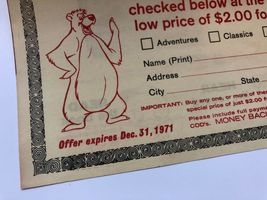 checked below at the
low price of $2.00 fo
Adventures Classics
Name (Print)
Address
City State
IMPORTANT: Buy any one, or more of these
special price of just $2.00
Please include full payment
COD's. MONEY BACK
Offer expires Dec. 31, 1971